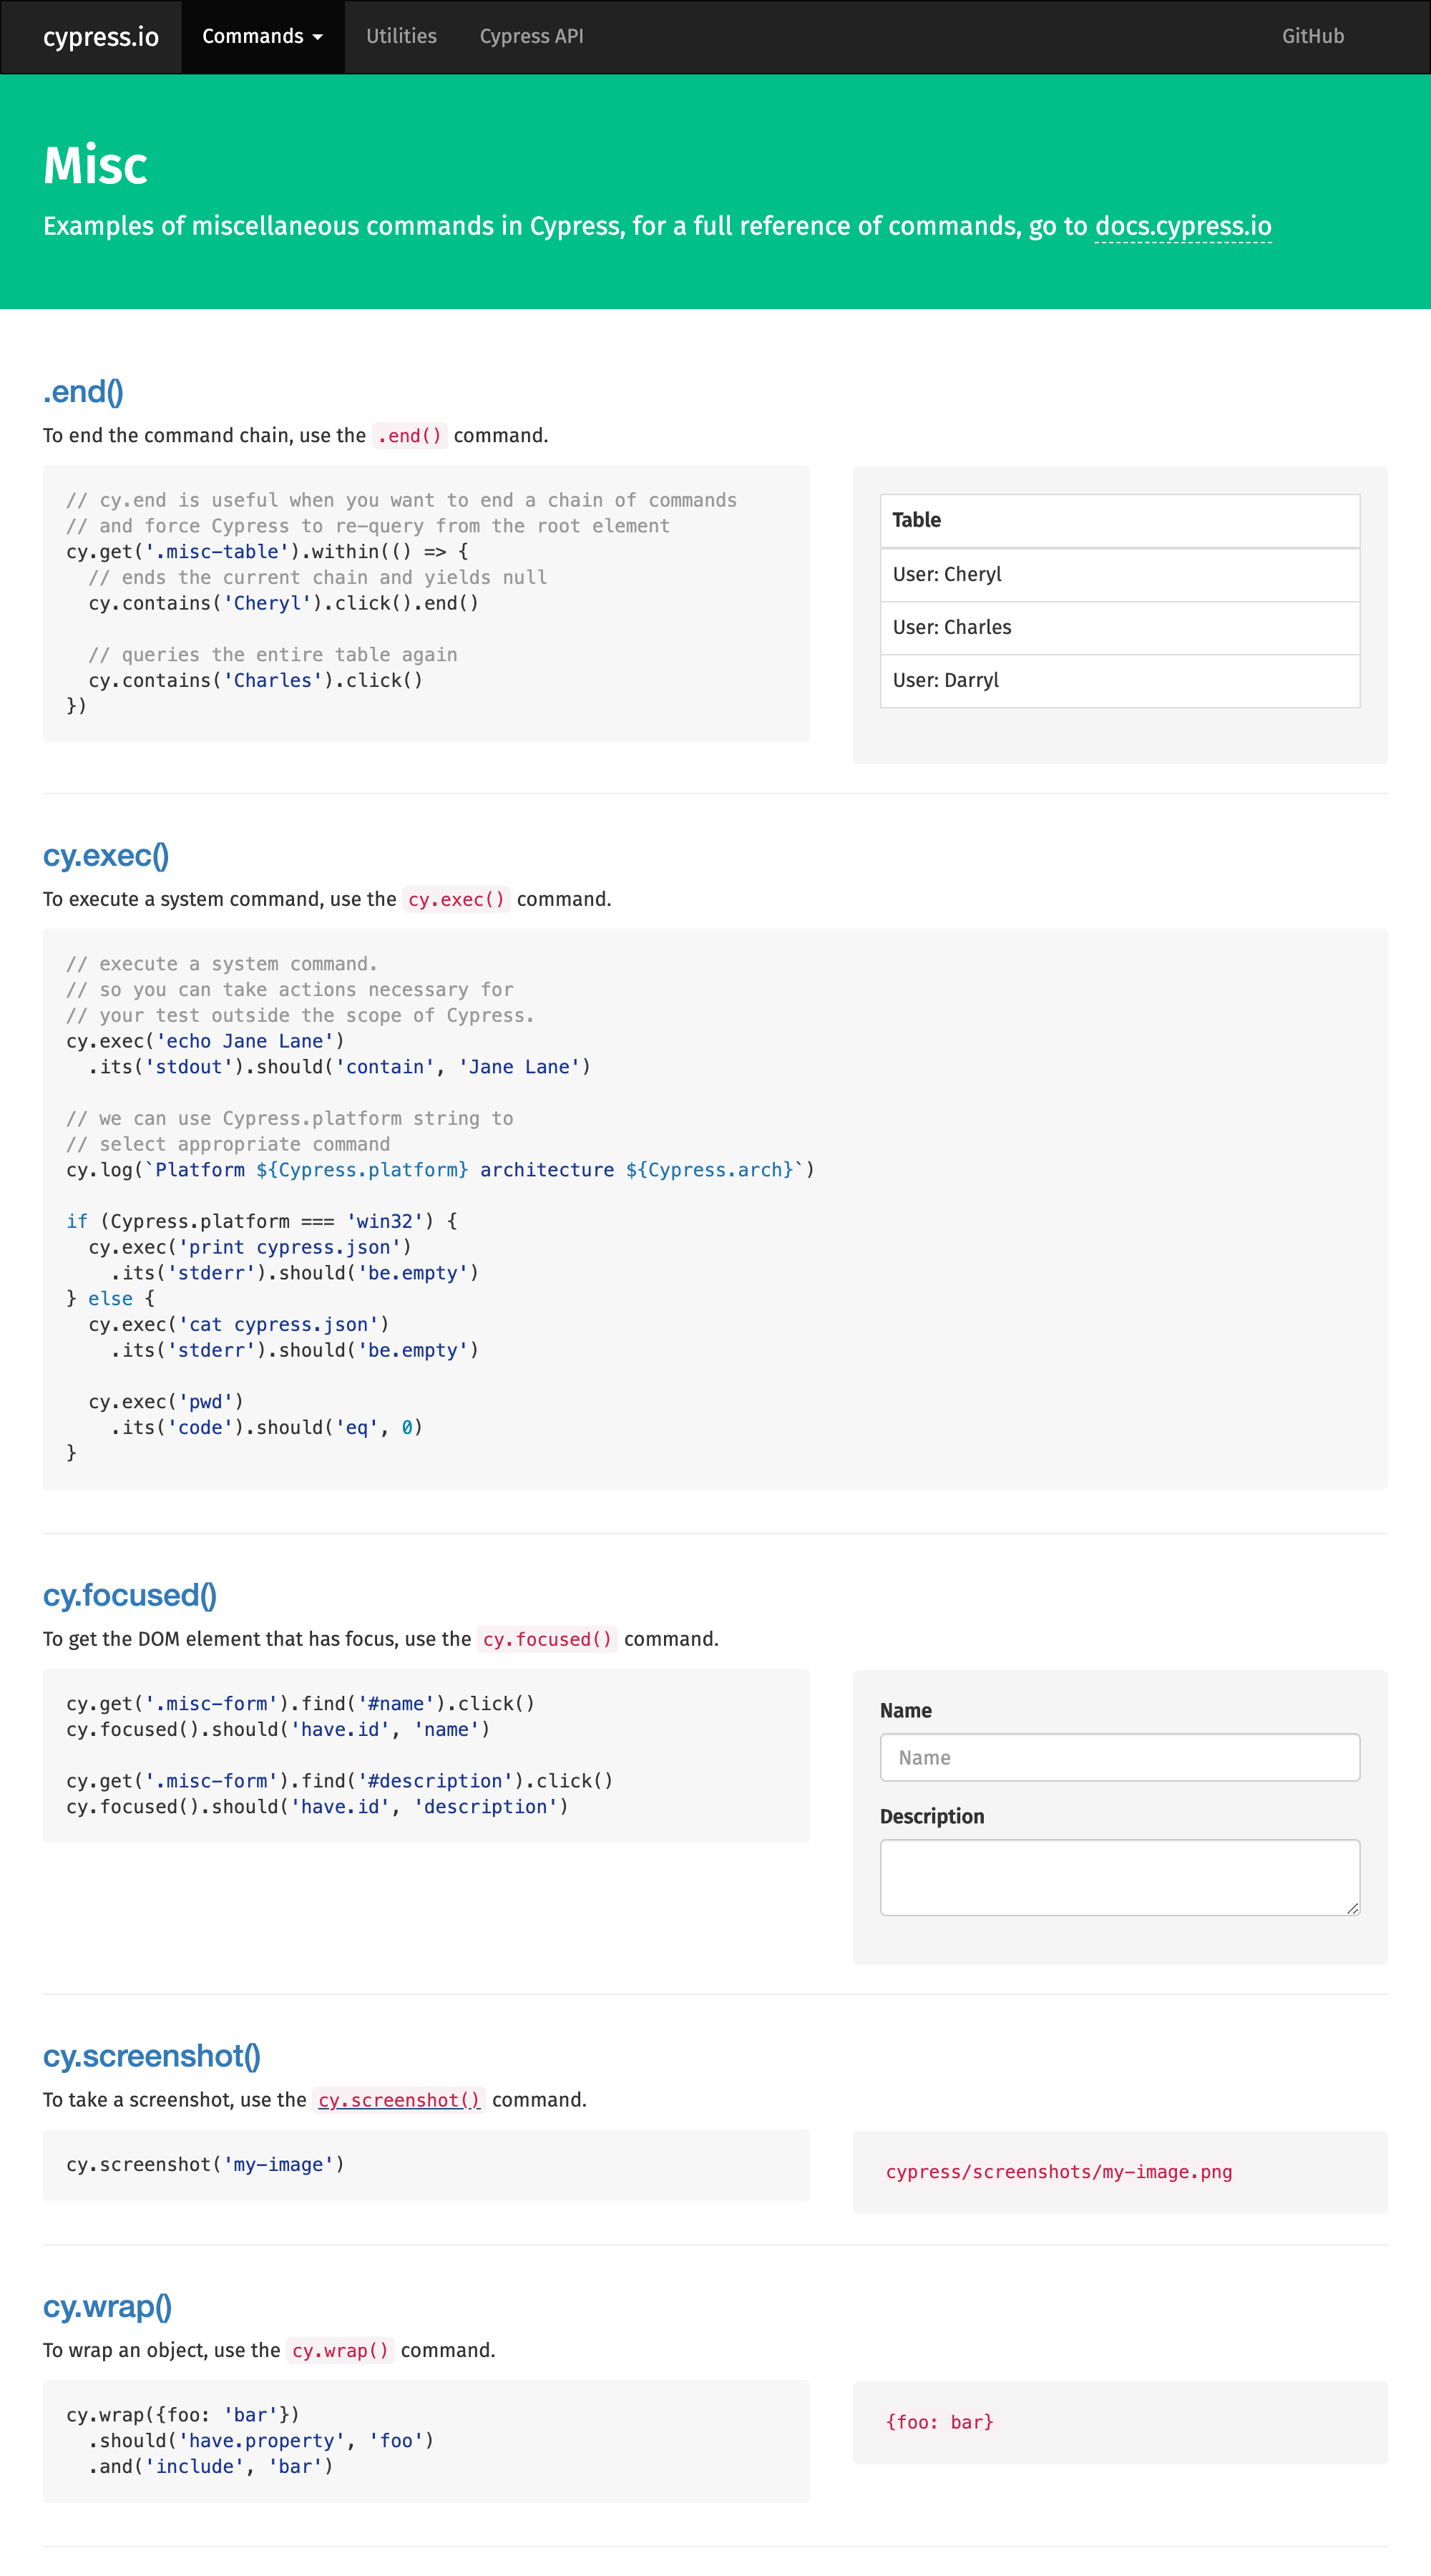 cypress.io Commands Utilities Cypress API GitHub
Misc
Examples of miscellaneous commands in Cypress, for a full reference of commands, go to docs.cypress.io
.end()
To end the command chain, use the .end() command.
// cy.end is useful when you want to end a chain of commands
// and force Cypress to re-query from the root element
cy.get('.misc-table').within(() => {
  // ends the current chain and yields null
  cy.contains('Cheryl').click().end()

  // queries the entire table again
  cy.contains('Charles').click()
})
Table
User: Cheryl
User: Charles
User: Darryl
cy.exec()
To execute a system command, use the cy.exec() command.
// execute a system command.
// so you can take actions necessary for
// your test outside the scope of Cypress.
cy.exec('echo Jane Lane')
  .its('stdout').should('contain', 'Jane Lane')

// we can use Cypress.platform string to
// select appropriate command
cy.log(`Platform ${Cypress.platform} architecture ${Cypress.arch}`)

if (Cypress.platform === 'win32') {
  cy.exec('print cypress.json')
    .its('stderr').should('be.empty')
} else {
  cy.exec('cat cypress.json')
    .its('stderr').should('be.empty')

  cy.exec('pwd')
    .its('code').should('eq', 0)
}
cy.focused()
To get the DOM element that has focus, use the cy.focused() command.
cy.get('.misc-form').find('#name').click()
cy.focused().should('have.id', 'name')

cy.get('.misc-form').find('#description').click()
cy.focused().should('have.id', 'description')
Name
Name
Description
cy.screenshot()
To take a screenshot, use the cy.screenshot() command.
cy.screenshot('my-image')
cypress/screenshots/my-image.png
cy.wrap()
To wrap an object, use the cy.wrap() command.
cy.wrap({foo: 'bar'})
  .should('have.property', 'foo')
  .and('include', 'bar')
{foo: bar}